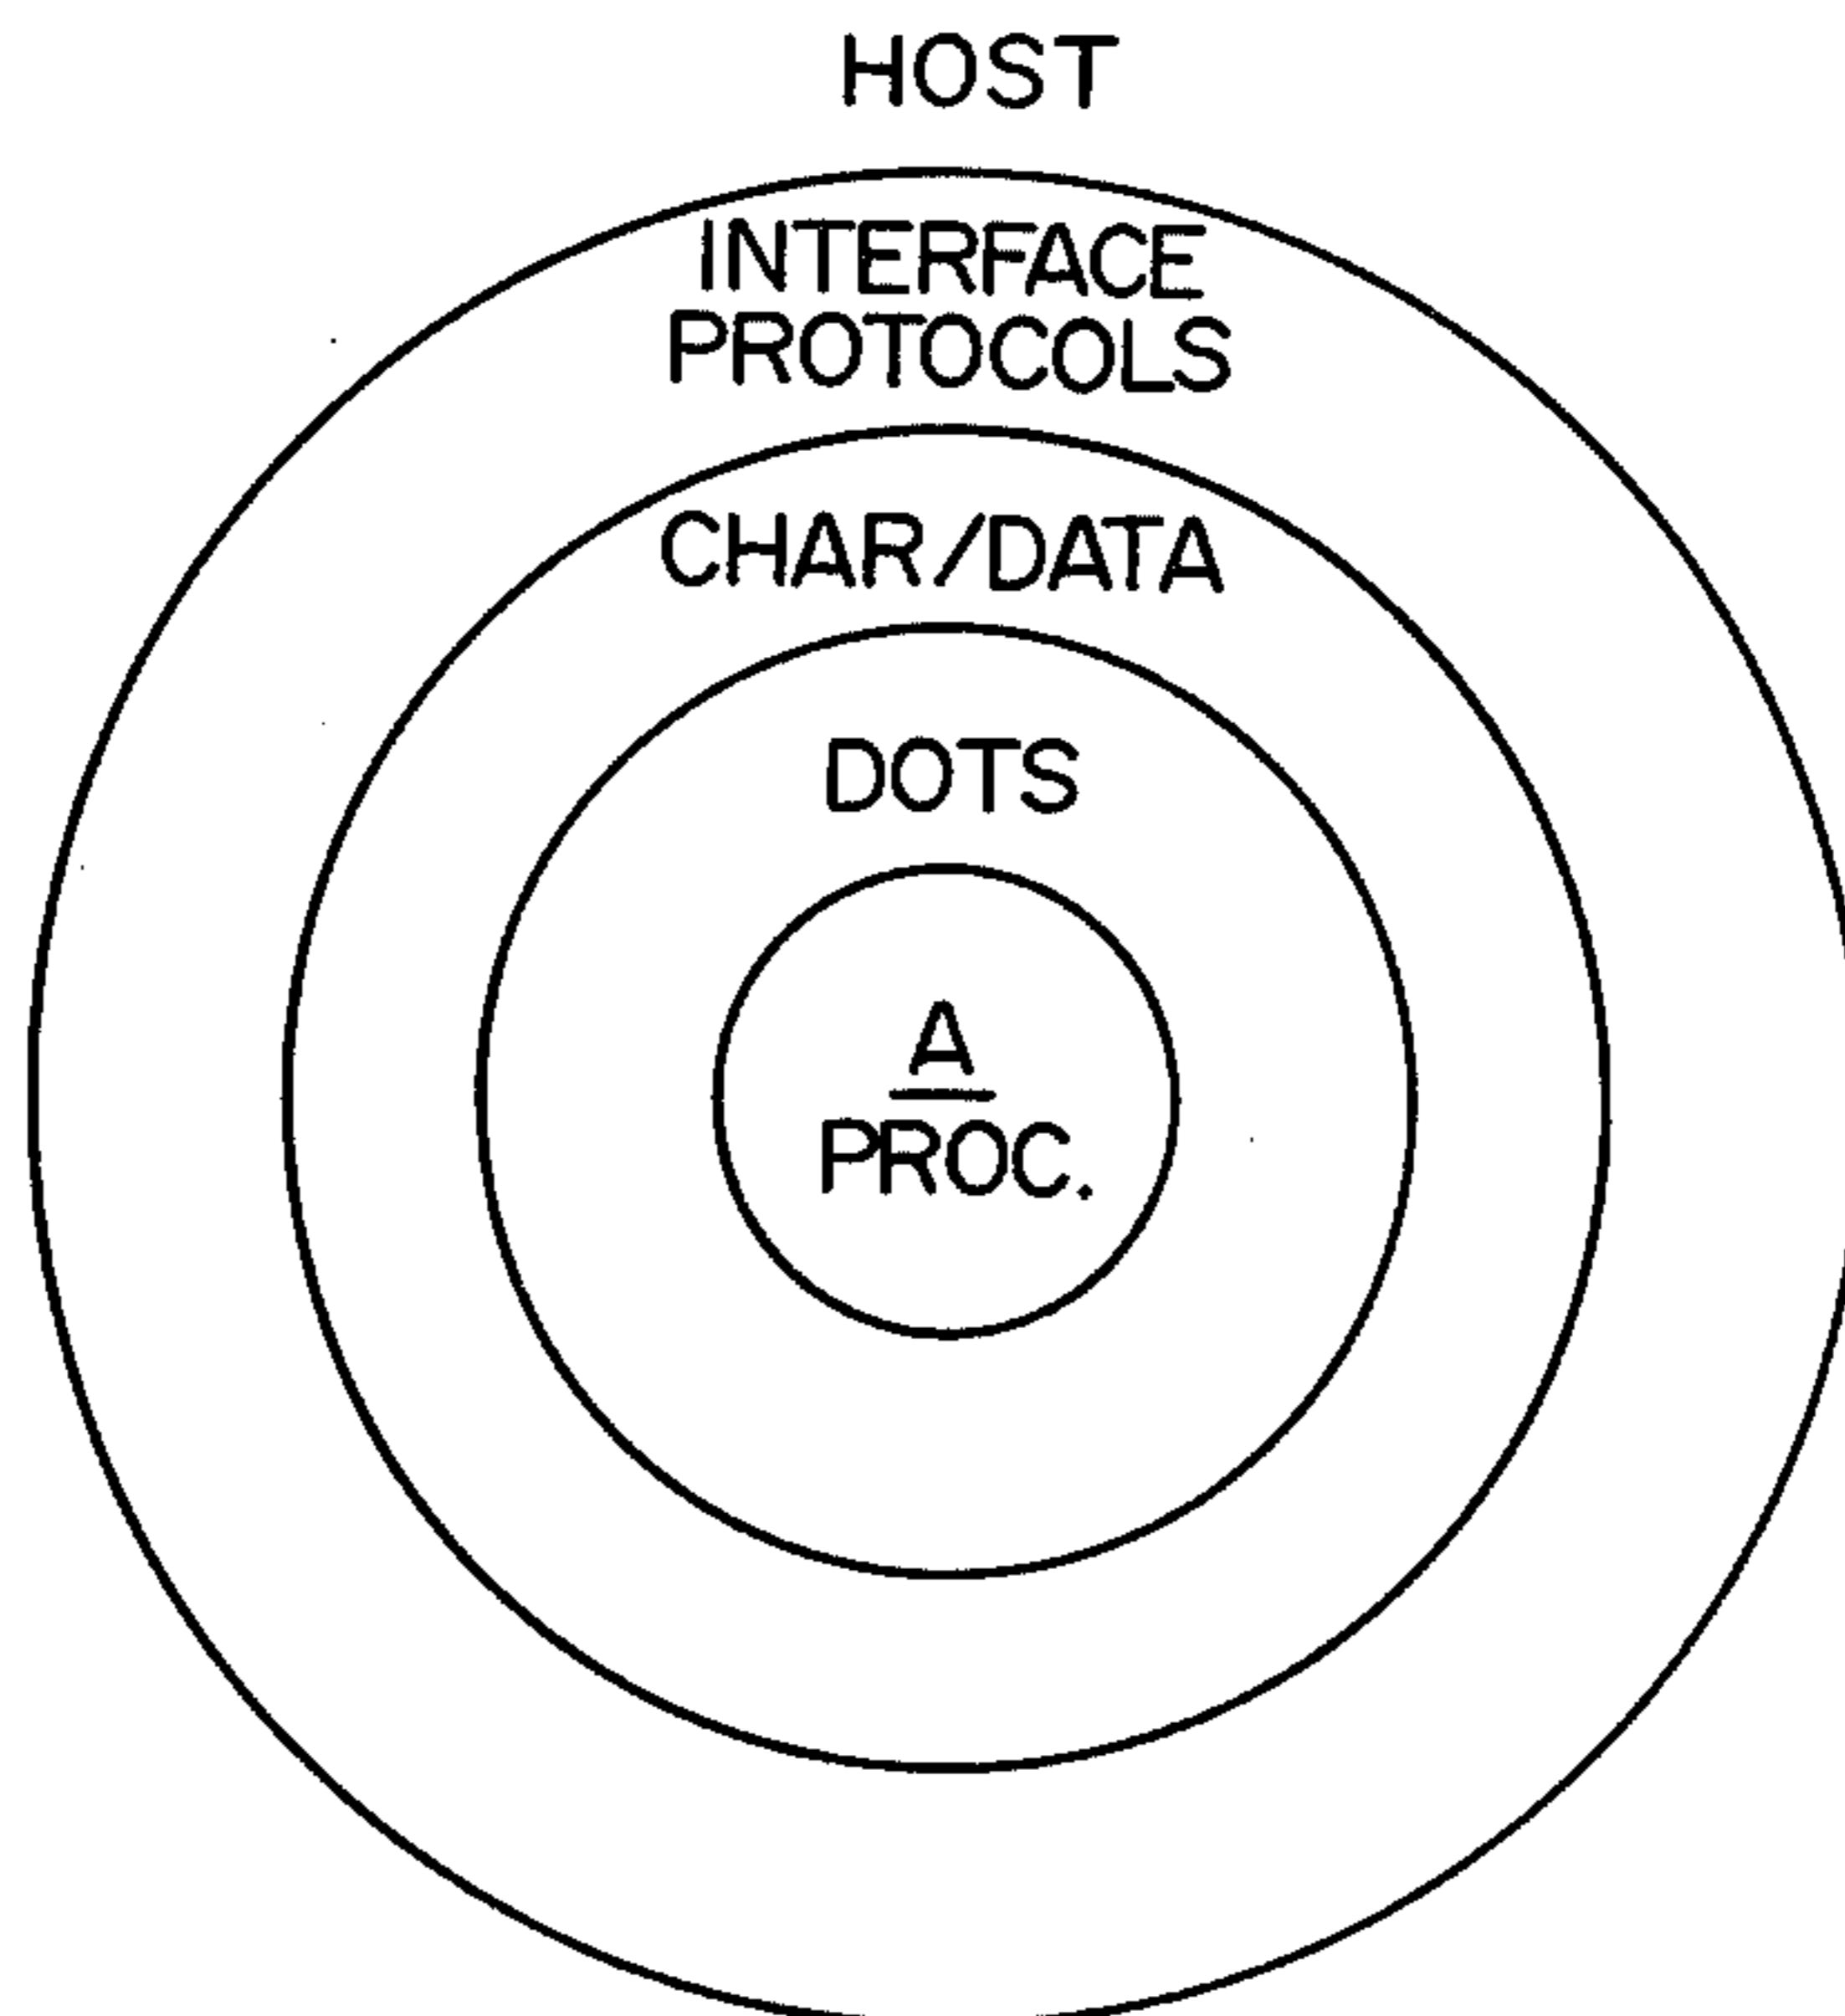 HOST
INTERFACE
PROTOCOLS
CHAR/DATA
DOTS
A
PROC.